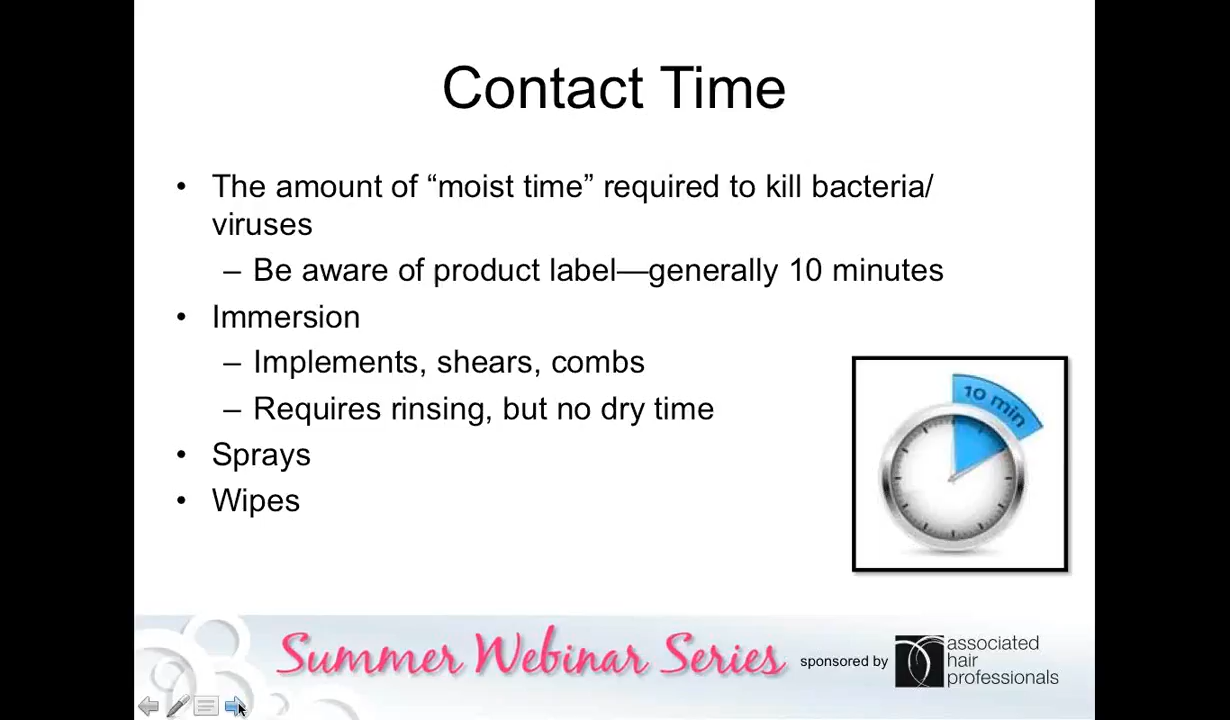 Contact Time
• The amount of “moist time” required to kill bacteria/
viruses
– Be aware of product label—generally 10 minutes
• Immersion
– Implements, shears, combs
– Requires rinsing, but no dry time
• Sprays
• Wipes
10 min
Summer Webinar Series
sponsored by
associated
hair
professionals